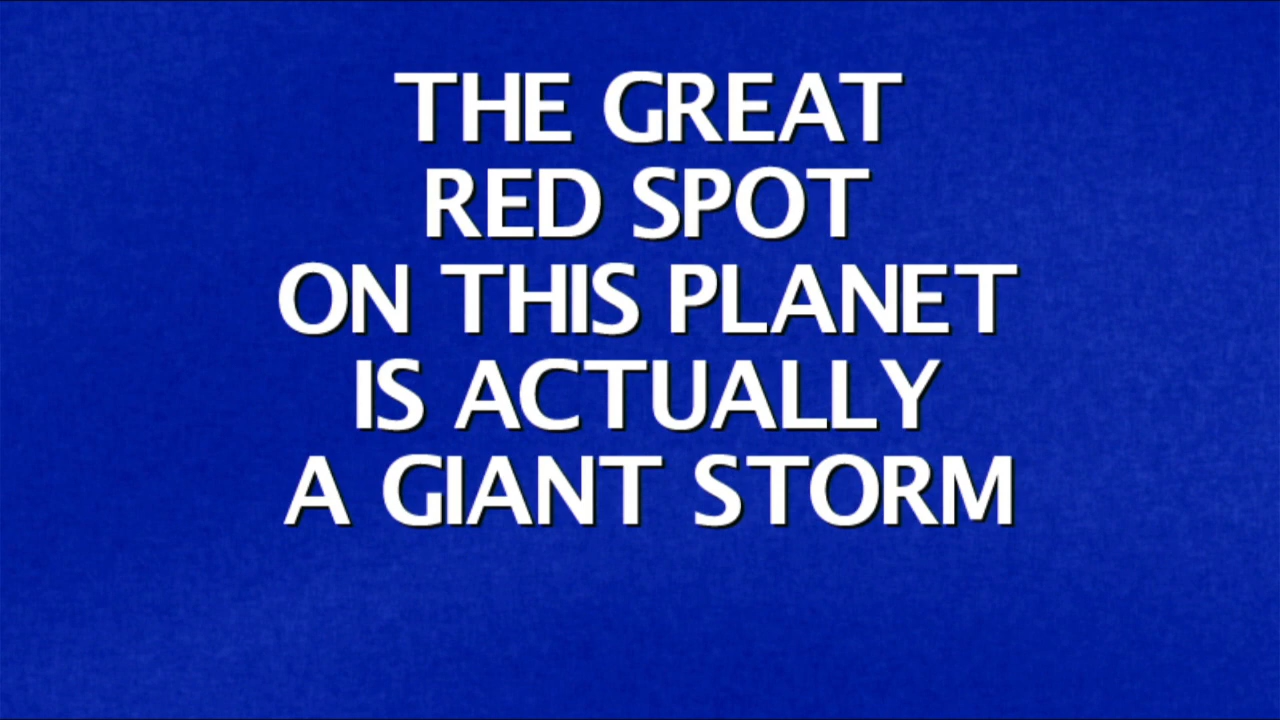 THE GREAT
RED SPOT
ON THIS PLANET
IS ACTUALLY
A GIANT STORM